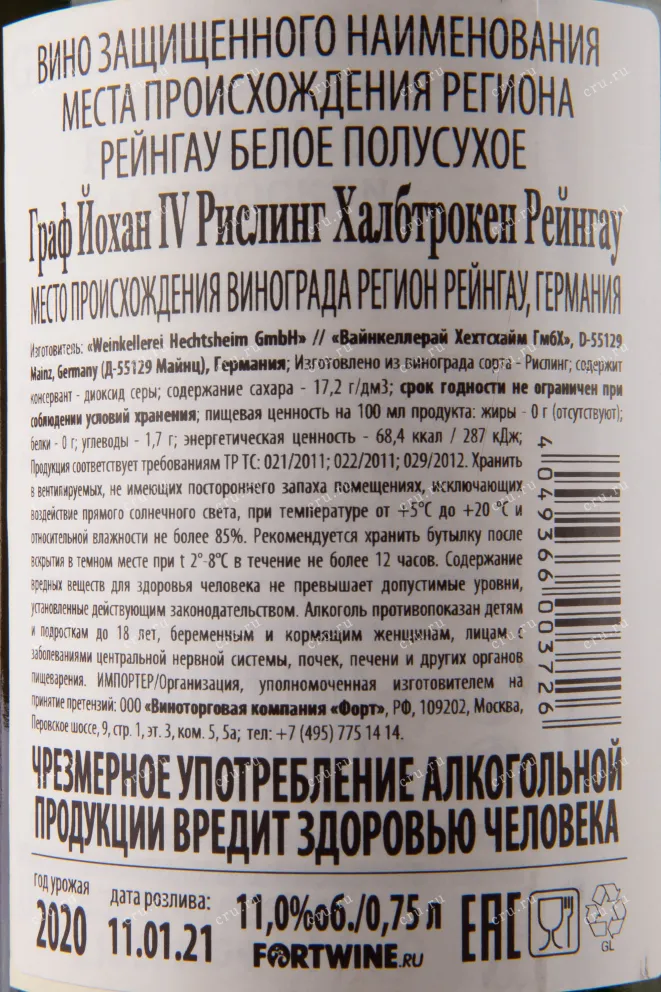 ВИНО ЗАЩИЩЕННОГО НАИМЕНОВАНИЯ
МЕСТА ПРОИСХОЖДЕНИЯ РЕГИОНА
РЕЙНГАУ БЕЛОЕ ПОЛУСУХОЕ
Граф Йохан IV Рислинг Халбтрокен Рейнгау
МЕСТО ПРОИСХОЖДЕНИЯ ВИНОГРАДА РЕГИОН РЕЙНГАУ, ГЕРМАНИЯ
Изготовитель: «Weinkellerei Hechtsheim GmbH» // «Вайнкеллерай Хехтсхайм ГмбХ», D-55129
Mainz, Germany (Д-55129 Майнц), Германия; Изготовлено из винограда сорта - Рислинг; содержит
консервант - диоксид серы; содержание сахара - 17,2 г/дм3; срок годности не ограничен при
соблюдении условий хранения; пищевая ценность на 100 мл продукта: жиры - 0 г (отсутствуют);
белки - 0 г; углеводы - 1,7 г; энергетическая ценность - 68,4 ккал / 287 кДж;
Продукция соответствует требованиям ТР ТС: 021/2011; 022/2011; 029/2012. Хранить
в вентилируемых, не имеющих постороннего запаха помещениях, исключающих
воздействие прямого солнечного света, при температуре от +5°C до +20 °C и
относительной влажности не более 85%. Рекомендуется хранить бутылку после
вскрытия в темном месте при t 2°-8°C в течение не более 12 часов. Содержание
вредных веществ для здоровья человека не превышает допустимые уровни,
установленные действующим законодательством. Алкоголь противопоказан детям
и подросткам до 18 лет, беременным и кормящим женщинам, лицам с
заболеваниями центральной нервной системы, почек, печени и других органов
пищеварения. ИМПОРТЕР/Организация, уполномоченная изготовителем на
принятие претензий: ООО «Виноторговая компания «Форт», РФ, 109202, Москва,
Перовское шоссе, 9, стр. 1, эт. 3, ком. 5, 5а; тел: +7 (495) 775 14 14.
4 049366 003726
ЧРЕЗМЕРНОЕ УПОТРЕБЛЕНИЕ АЛКОГОЛЬНОЙ
ПРОДУКЦИИ ВРЕДИТ ЗДОРОВЬЮ ЧЕЛОВЕКА
год урожая
2020
дата розлива:
11.01.21
11,0%об./0,75 л
FORTWINE.RU
EAC
GL
cru.ru